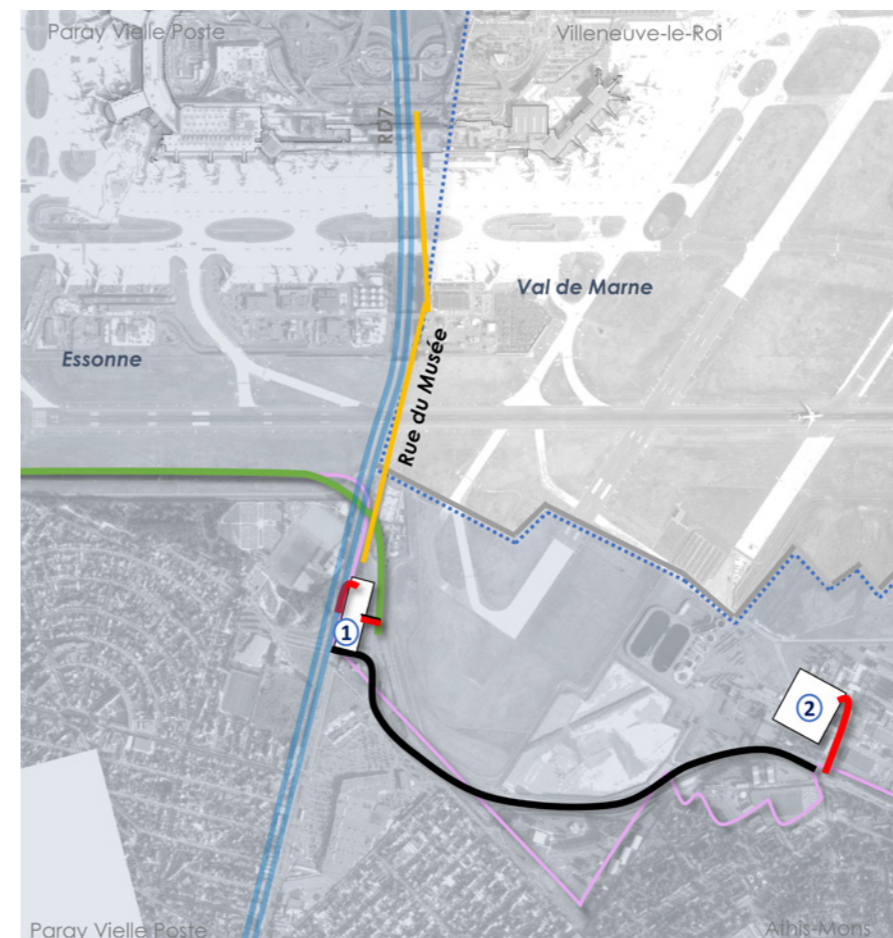 Paray Vielle Poste
Villeneuve-le-Roi
RD7
Val de Marne
Essonne
Rue du Musée
1
2
Paray Vielle Poste
Athis-Mons